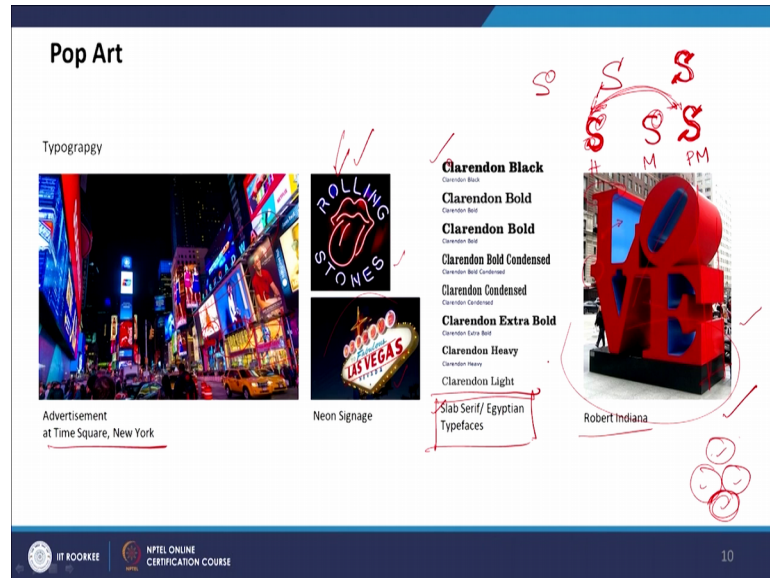 Pop Art
Typograpgy
S S S
S S S
H M PM
Advertisement
at Time Square, New York
ROLLING
STONES
Fabulous
LAS VEGAS
NEVADA
Neon Signage
Clarendon Black
Clarendon Black
Clarendon Bold
Clarendon Bold
Clarendon Bold
Clarendon Bold
Clarendon Bold Condensed
Clarendon Bold Condensed
Clarendon Condensed
Clarendon Condensed
Clarendon Extra Bold
Clarendon Extra Bold
Clarendon Heavy
Clarendon Heavy
Clarendon Light
Slab Serif/ Egyptian
Typefaces
LO
VE
Robert Indiana
IIT ROORKEE
NPTEL ONLINE
CERTIFICATION COURSE
10